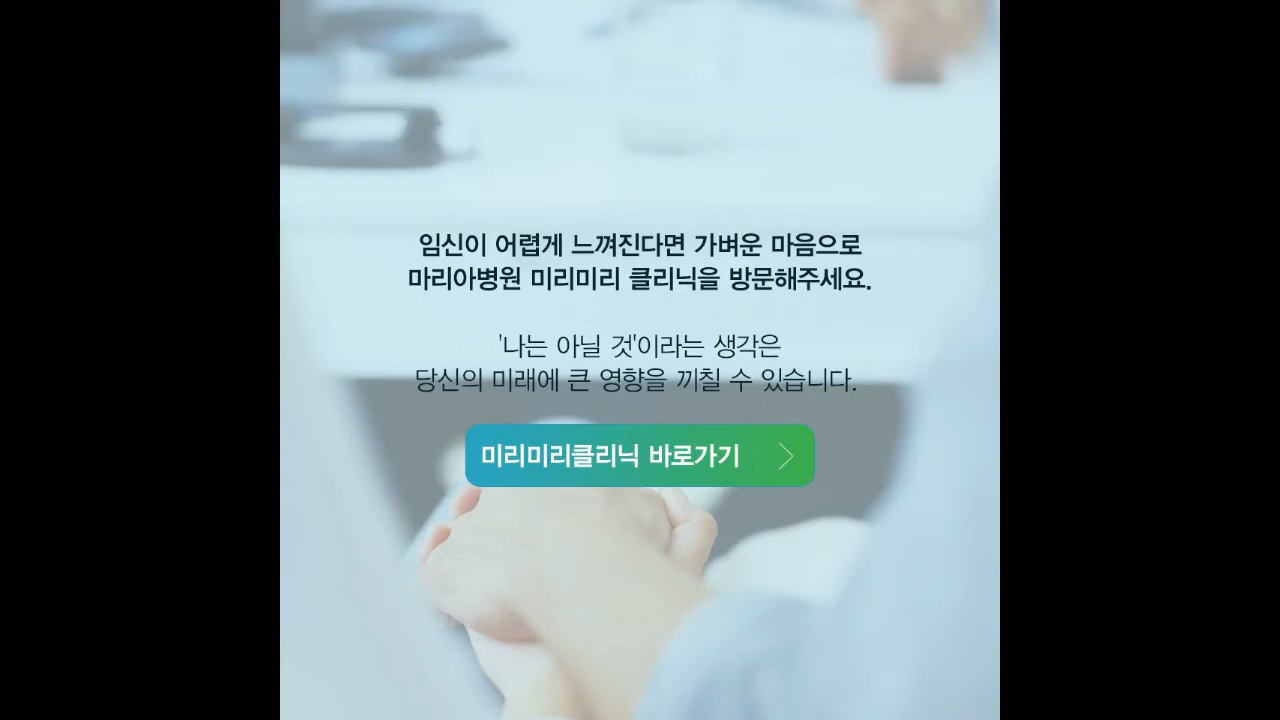 임신이 어렵게 느껴진다면 가벼운 마음으로
마리아병원 미리미리 클리닉을 방문해주세요.
'나는 아닐 것'이라는 생각은
당신의 미래에 큰 영향을 끼칠 수 있습니다.
미리미리클리닉 바로가기